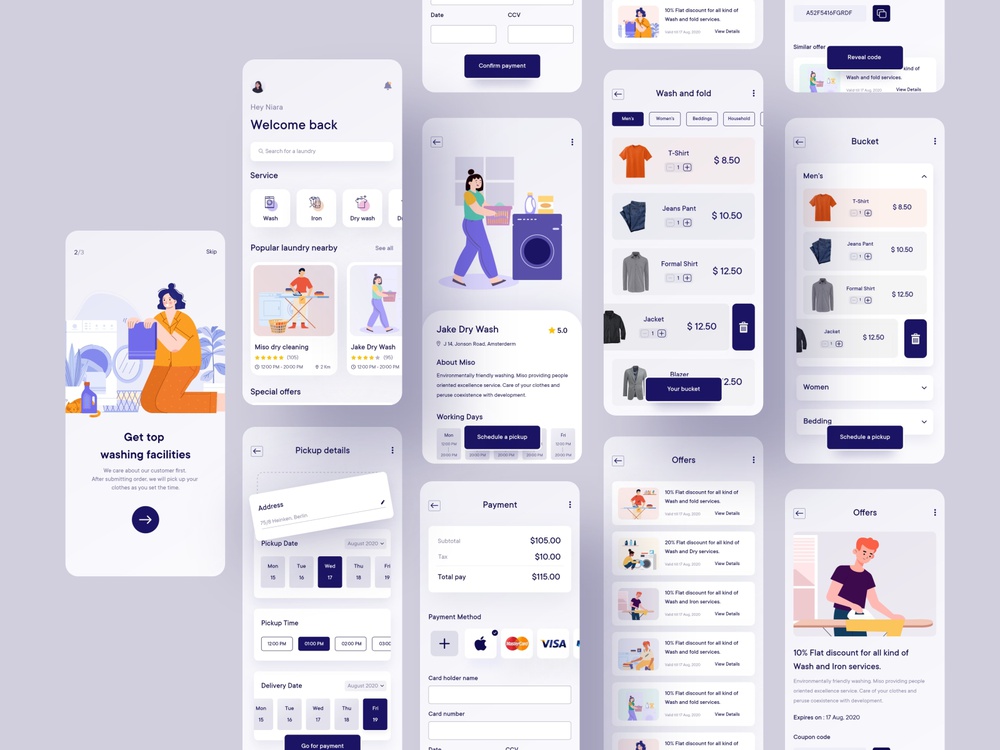 2/3
Skip
Get top
washing facilities
We care about our customer first.
After submitting order, we will pick up your
clothes as you set the time.
Hey Niara
Welcome back
Search for a laundry
Service
Wash
Iron
Dry wash
Popular laundry nearby
See all
Miso dry cleaning
(105)
12:00 PM - 20:00 PM
2 Km
Jake Dry Wash
(95)
12:00 PM - 20:00 PM
Special offers
Pickup details
Address
75/8 Heinken, Berlin
Pickup Date
August 2020
Mon
15
Tue
16
Wed
17
Thu
18
Fri
19
Pickup Time
12:00 PM
01:00 PM
02:00 PM
03:00
Delivery Date
August 2020
Mon
15
Tue
16
Wed
17
Thu
18
Fri
19
Go for payment
Date
CCV
Confirm payment
Jake Dry Wash
5.0
J 14, Jonson Road, Amsterderm
About Miso
Environmentally friendly washing. Miso providing people
oriented excellence service. Care of your clothes and
peruse coexistence with development.
Working Days
Mon
Fri
Schedule a pickup
Payment
Subtotal
$105.00
Tax
$10.00
Total pay
$115.00
Payment Method
MasterCard
VISA
Card holder name
Card number
Date
CCV
10% Flat discount for all kind of
Wash and fold services.
Valid till 17 Aug, 2020
View Details
Wash and fold
Men's
Women's
Beddings
Household
T-Shirt
1
$ 8.50
Jeans Pant
1
$ 10.50
Formal Shirt
1
$ 12.50
Jacket
1
$ 12.50
Blazer
2.50
Your bucket
Offers
10% Flat discount for all kind of
Wash and fold services.
Valid till 17 Aug, 2020
View Details
20% Flat discount for all kind of
Wash and Dry services.
Valid till 17 Aug, 2020
View Details
10% Flat discount for all kind of
Wash and Iron services.
Valid till 17 Aug, 2020
View Details
10% Flat discount for all kind of
Wash and fold services.
Valid till 17 Aug, 2020
View Details
10% Flat discount for all kind of
Wash and fold services.
Valid till 17 Aug, 2020
View Details
10% Flat discount for all kind of
A52F5416FGRDF
Similar offer
Reveal code
kind of
Wash and fold services.
View Details
Bucket
Men's
T-Shirt
1
$ 8.50
Jeans Pant
1
$ 10.50
Formal Shirt
1
$ 12.50
Jacket
1
$ 12.50
Women
Bedding
Schedule a pickup
Offers
10% Flat discount for all kind of
Wash and Iron services.
Environmentally friendly washing. Miso providing people
oriented excellence service. Care of your clothes and
peruse coexistence with development.
Expires on : 17 Aug. 2020
Coupon code